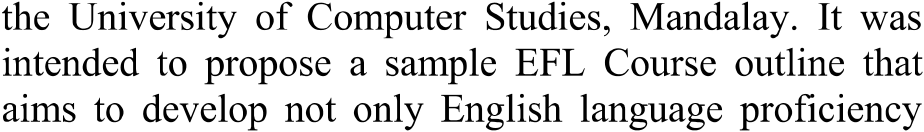 the University of Computer Studies, Mandalay. It was
intended to propose a sample EFL Course outline that
aims to develop not only English language proficiency